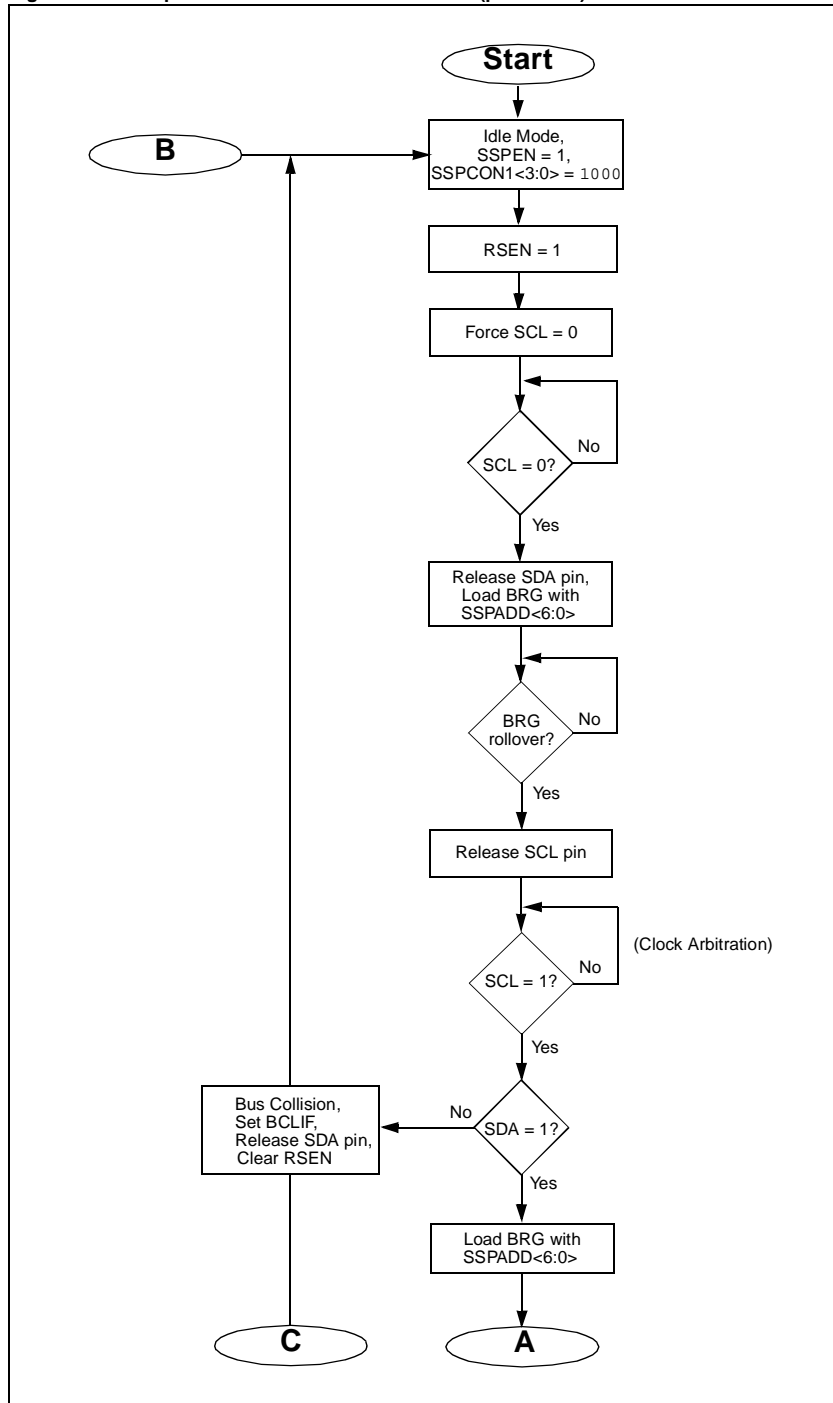 Start
B
Idle Mode,
SSPEN = 1,
SSPCON1<3:0> = 1000
RSEN = 1
Force SCL = 0
SCL = 0?
No
Yes
Release SDA pin,
Load BRG with
SSPADD<6:0>
BRG
rollover?
No
Yes
Release SCL pin
(Clock Arbitration)
SCL = 1?
No
Yes
Bus Collision,
Set BCLIF,
Release SDA pin,
Clear RSEN
No
SDA = 1?
Yes
Load BRG with
SSPADD<6:0>
C
A